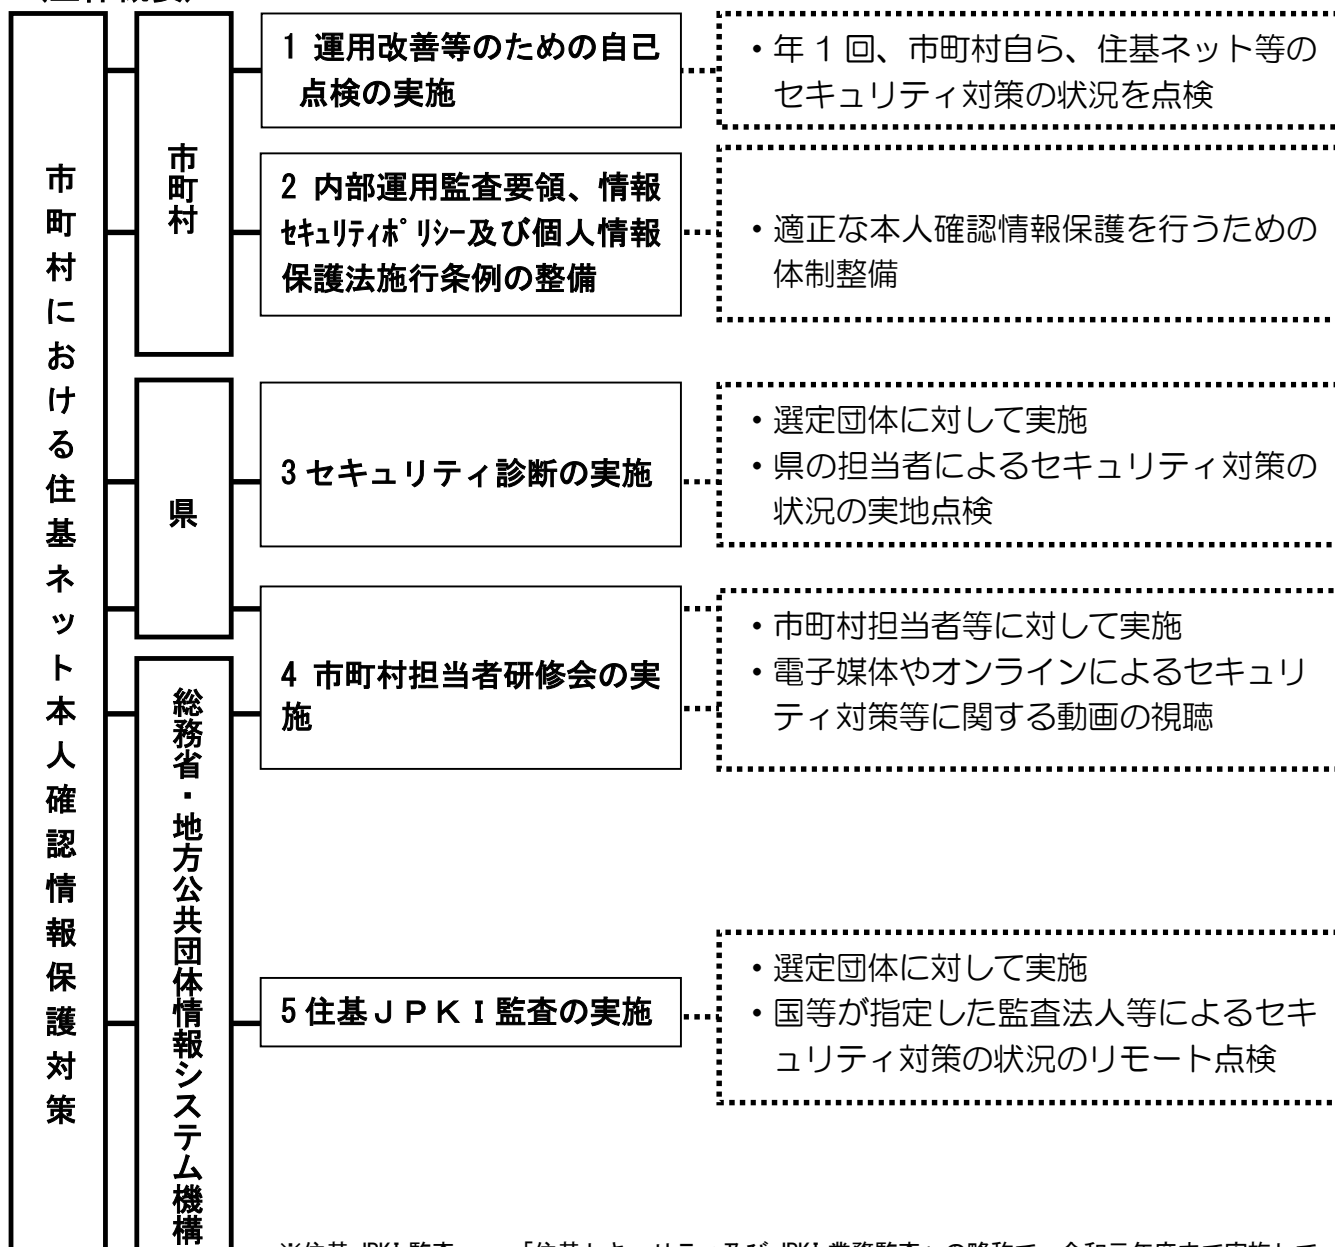 市町村における住基ネット本人確認情報保護対策
市町村
1 運用改善等のための自己
点検の実施
・年１回、市町村自ら、住基ネット等の
セキュリティ対策の状況を点検
2 内部運用監査要領、情報
ｾｷｭﾘﾃｨﾎﾟﾘｼｰ及び個人情報
保護法施行条例の整備
・適正な本人確認情報保護を行うための
体制整備
県
3 セキュリティ診断の実施
・選定団体に対して実施
・県の担当者によるセキュリティ対策の
状況の実地点検
4 市町村担当者研修会の実
施
・市町村担当者等に対して実施
・電子媒体やオンラインによるセキュリ
ティ対策等に関する動画の視聴
総務省・地方公共団体情報システム機構
5 住基ＪＰＫＩ監査の実施
・選定団体に対して実施
・国等が指定した監査法人等によるセキ
ュリティ対策の状況のリモート点検